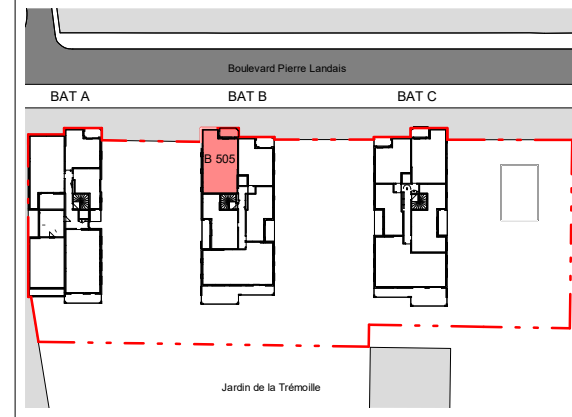 Boulevard Pierre Landais
BAT A BAT B BAT C
B 505
Jardin de la Trémoille